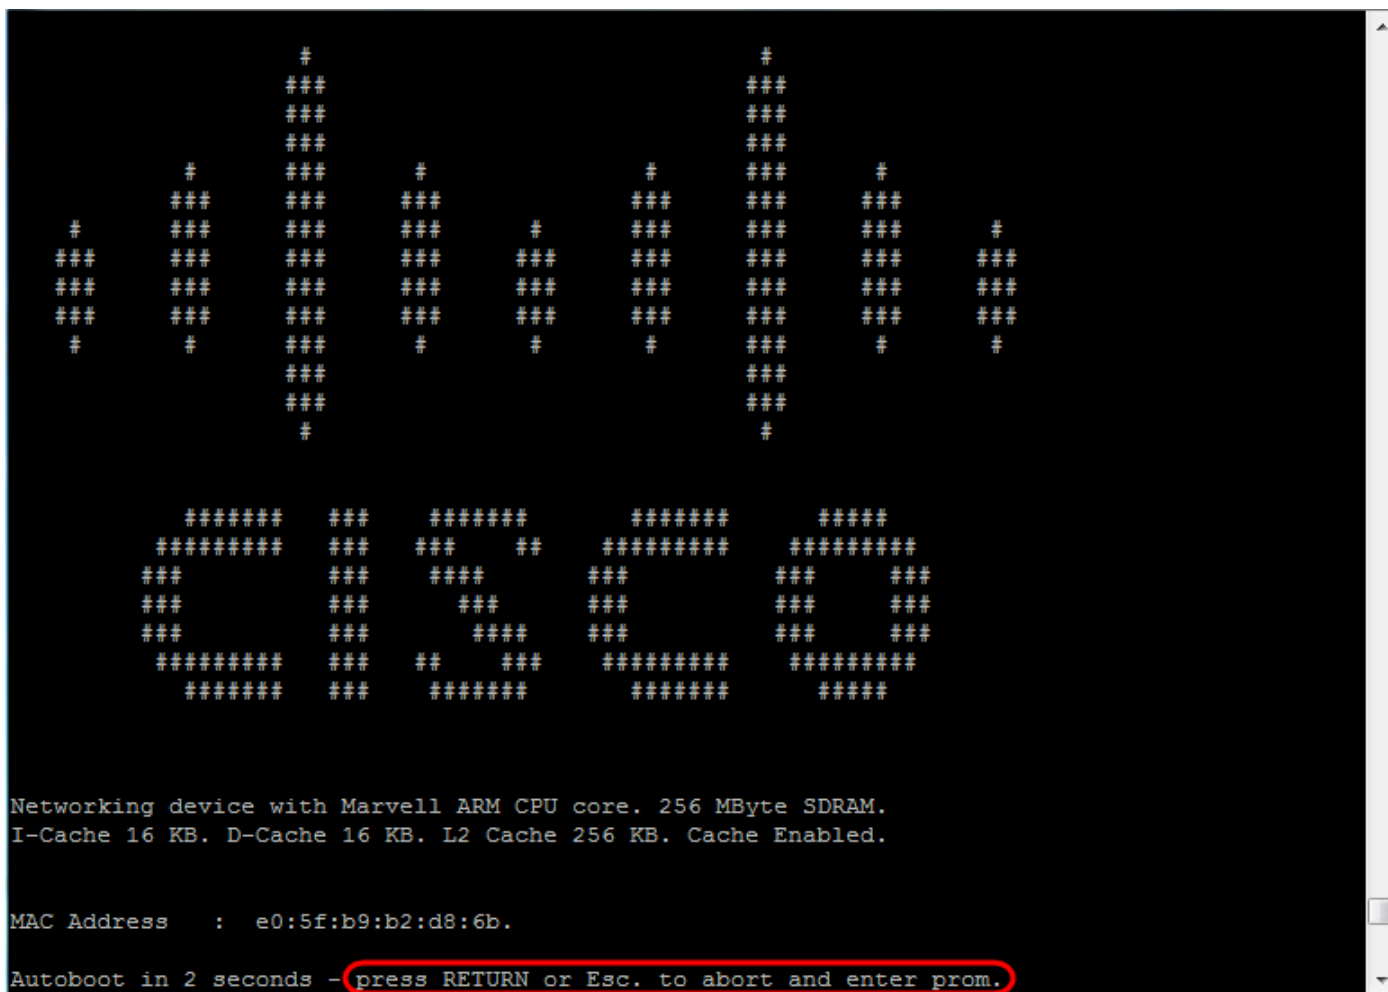 CISCO
Networking device with Marvell ARM CPU core. 256 MByte SDRAM.
I-Cache 16 KB. D-Cache 16 KB. L2 Cache 256 KB. Cache Enabled.
MAC Address   :  e0:5f:b9:b2:d8:6b.
Autoboot in 2 seconds - press RETURN or Esc. to abort and enter prom.